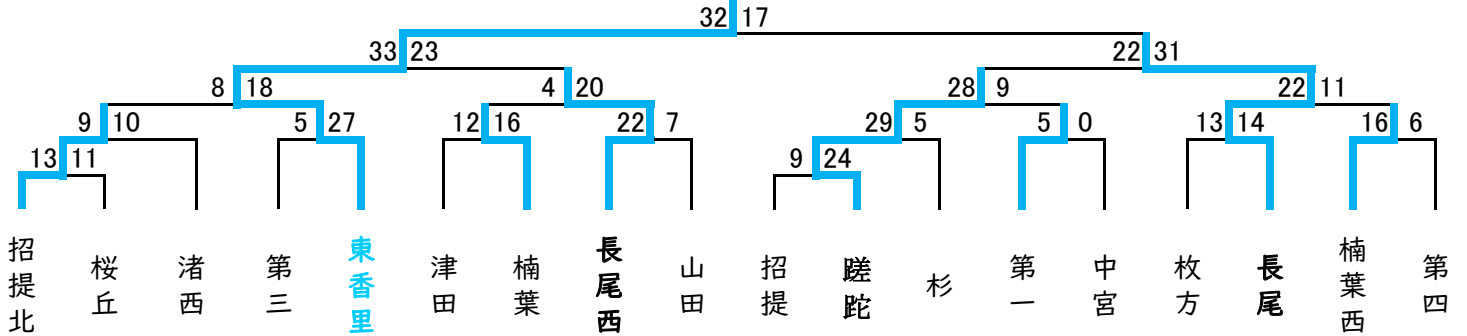 32 17
33 23 22 31
8 18 4 20 28 9 22 11
9 10 5 27 12 16 22 7 29 5 5 0 13 14 16 6
13 11 9 24
招提北
桜丘
渚西
第三
東香里
津田
楠葉
長尾西
山田
招提
蹉跎
杉
第一
中宮
枚方
長尾
楠葉西
第四